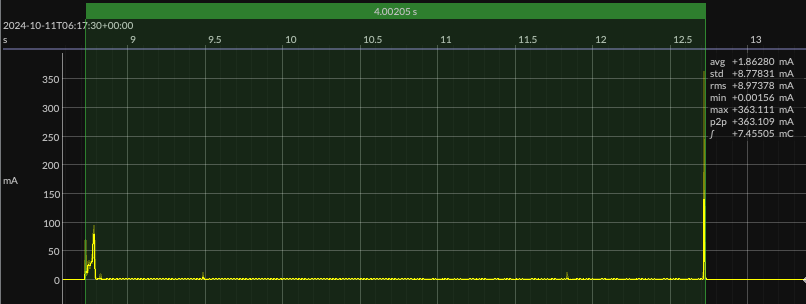 4.00205 s
2024-10-11T06:17:30+00:00
s 9 9.5 10 10.5 11 11.5 12 12.5 13
avg +1.86280 mA
std +8.77831 mA
rms +8.97378 mA
min +0.00156 mA
max +363.111 mA
p2p +363.109 mA
∫ +7.45505 mC
350
300
250
200
mA
150
100
50
0